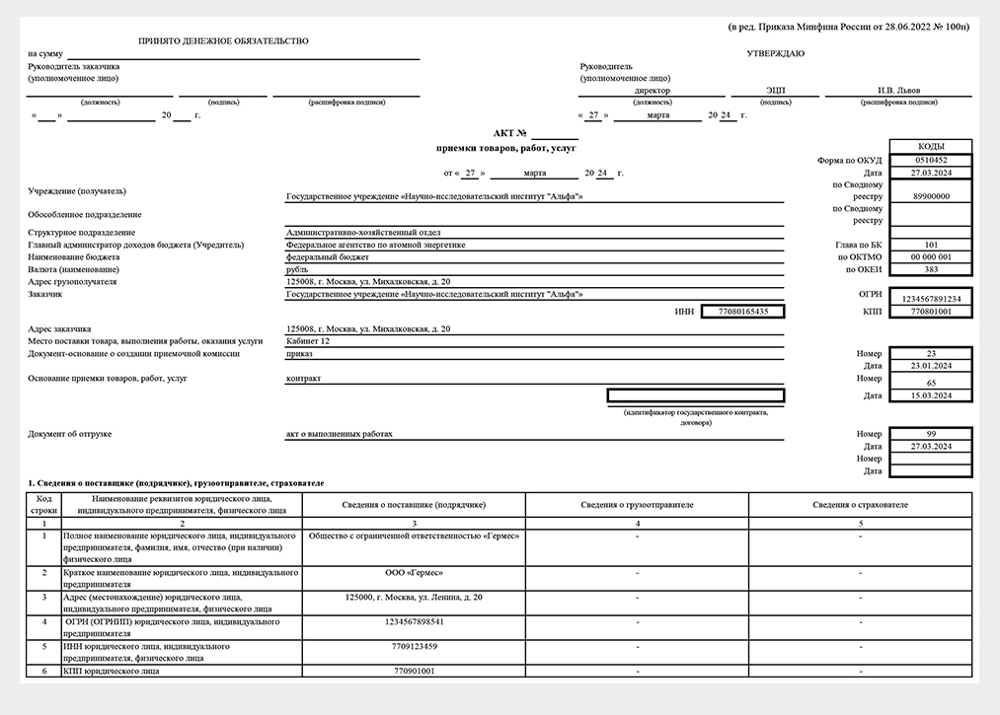 (в ред. Приказа Минфина России от 28.06.2022 № 100н)
ПРИНЯТО ДЕНЕЖНОЕ ОБЯЗАТЕЛЬСТВО
на сумму
УТВЕРЖДАЮ
Руководитель заказчика
(уполномоченное лицо)
Руководитель
(уполномоченное лицо)
директор ЭЦП И.В. Львов
(должность) (подпись) (расшифровка подписи)
(должность) (подпись) (расшифровка подписи)
« » 20 г.
« 27 » марта 20 24 г.
АКТ №
приемки товаров, работ, услуг
от « 27 » марта 20 24 г.
КОДЫ
Форма по ОКУД 0510452
Дата 27.03.2024
Учреждение (получатель) Государственное учреждение «Научно-исследовательский институт "Альфа"»
по Сводному
реестру 89900000
Обособленное подразделение
по Сводному
реестру
Структурное подразделение Административно-хозяйственный отдел
Главный администратор доходов бюджета (Учредитель) Федеральное агентство по атомной энергетике Глава по БК 101
Наименование бюджета федеральный бюджет по ОКТМО 00 000 001
Валюта (наименование) рубль по ОКЕИ 383
Адрес грузополучателя 125008, г. Москва, ул. Михалковская, д. 20
Заказчик Государственное учреждение «Научно-исследовательский институт "Альфа"» ОГРН 1234567891234
ИНН 77080165435 КПП 770801001
Адрес заказчика 125008, г. Москва, ул. Михалковская, д. 20
Место поставки товара, выполнения работы, оказания услуги Кабинет 12
Документ-основание о создании приемочной комиссии приказ Номер 23
Дата 23.01.2024
Основание приемки товаров, работ, услуг контракт Номер 65
Дата 15.03.2024
(идентификатор государственного контракта,
договора)
Документ об отгрузке акт о выполненных работах Номер 99
Дата 27.03.2024
Номер
Дата
1. Сведения о поставщике (подрядчике), грузоотправителе, страхователе
Код
строки
Наименование реквизитов юридического лица,
индивидуального предпринимателя, физического лица
Сведения о поставщике (подрядчике) Сведения о грузоотправителе Сведения о страхователе
1 2 3 4 5
1 Полное наименование юридического лица, индивидуального Общество с ограниченной ответственностью «Гермес» - -
предпринимателя, фамилия, имя, отчество (при наличии)
физического лица
2 Краткое наименование юридического лица, индивидуального ООО «Гермес» - -
предпринимателя
3 Адрес (местонахождение) юридического лица, 125000, г. Москва, ул. Ленина, д. 20 - -
индивидуального предпринимателя, физического лица
4 ОГРН (ОГРНИП) юридического лица, индивидуального 1234567898541 - -
предпринимателя
5 ИНН юридического лица, индивидуального 7709123459 - -
предпринимателя, физического лица
6 КПП юридического лица 770901001 - -